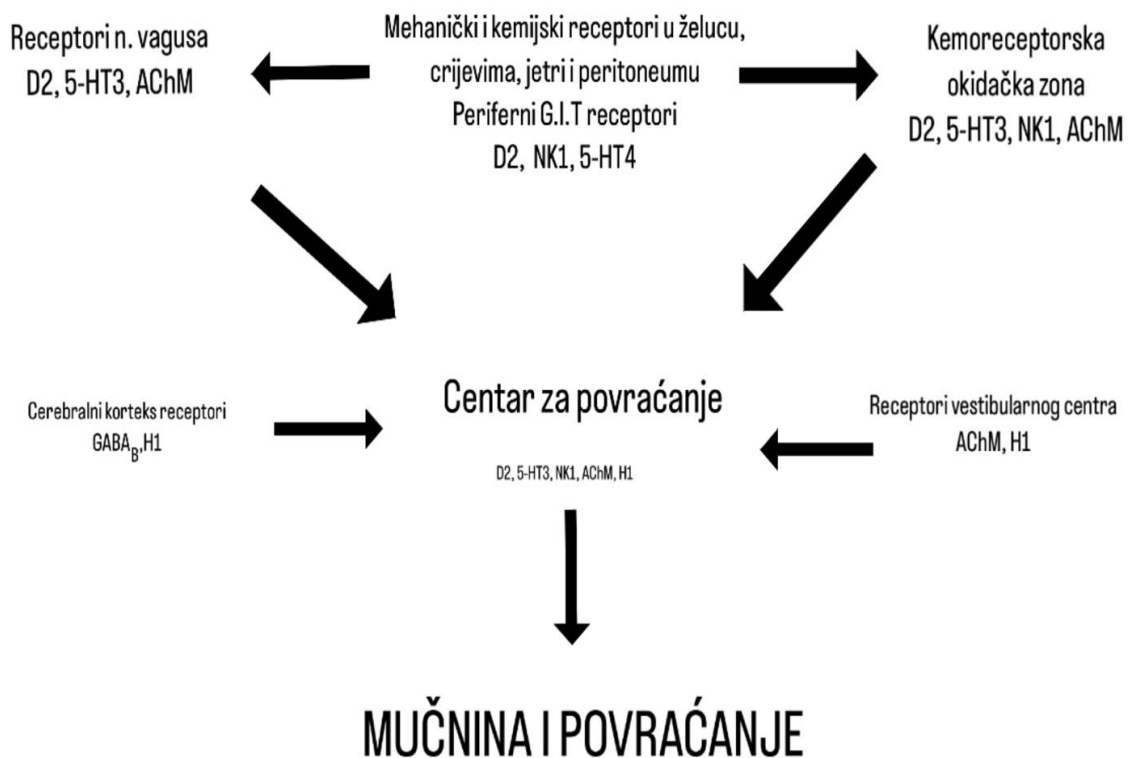 Receptori n. vagusa
D2, 5-HT3, AChM
Mehanički i kemijski receptori u želucu,
crijevima, jetri i peritoneumu
Periferni G.I.T receptori
D2, NK1, 5-HT4
Kemoreceptorska
okidačka zona
D2, 5-HT3, NK1, AChM
Cerebralni korteks receptori
GABA_B,H1
Centar za povraćanje
D2, 5-HT3, NK1, AChM, H1
Receptori vestibularnog centra
AChM, H1
MUČNINA I POVRAĆANJE